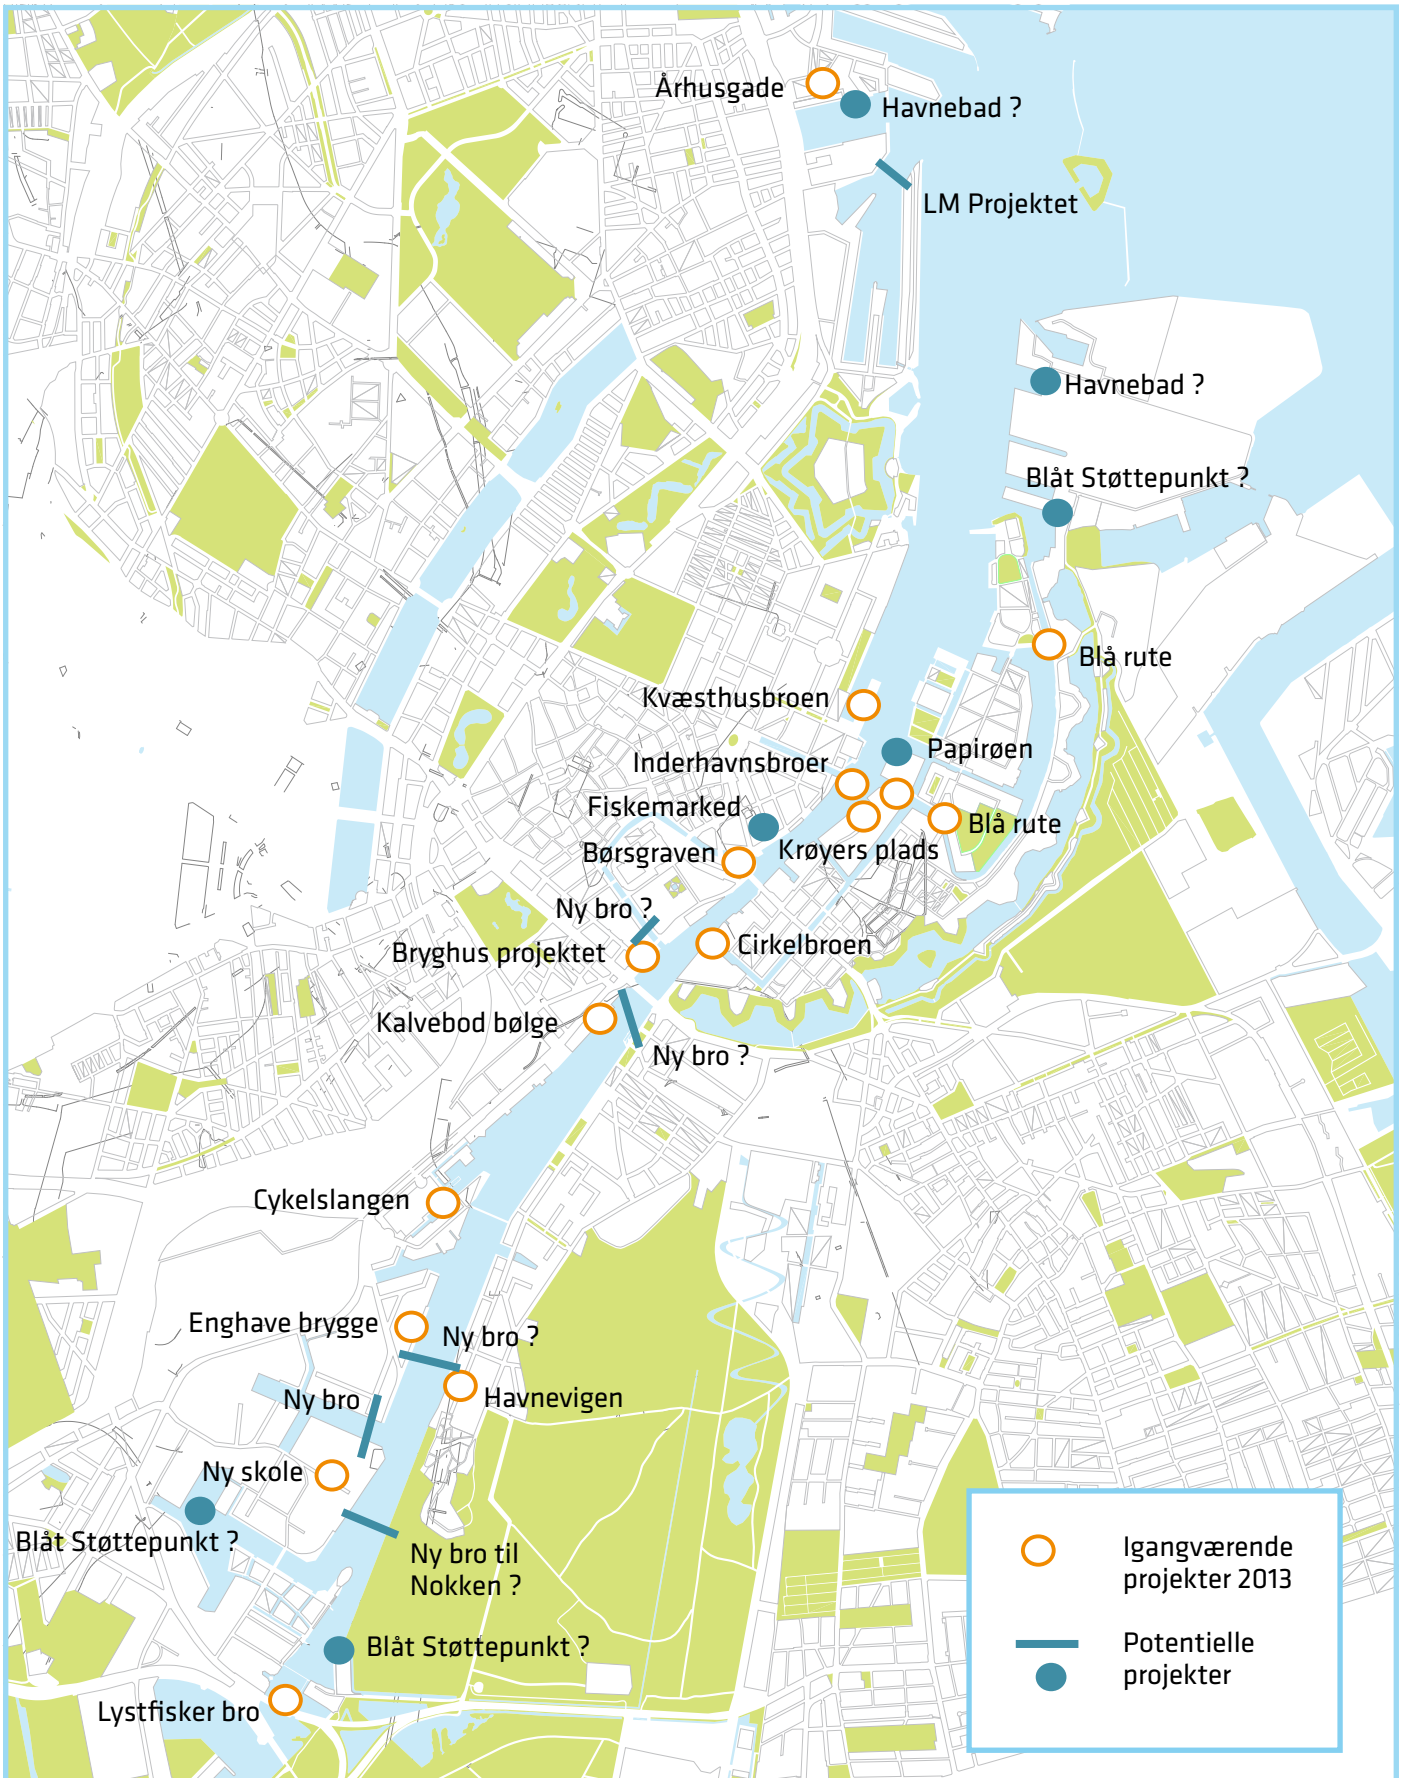 Århusgade
Havnebad ?
LM Projektet
Havnebad ?
Blåt Støttepunkt ?
Blå rute
Kvæsthusbroen
Papirøen
Inderhavnsbroer
Fiskemarked
Blå rute
Børsgraven
Krøyers plads
Ny bro ?
Bryghus projektet
Cirkelbroen
Kalvebod bølge
Ny bro ?
Cykelslangen
Enghave brygge
Ny bro ?
Ny bro
Havnevigen
Ny skole
Blåt Støttepunkt ?
Ny bro til
Nokken ?
Blåt Støttepunkt ?
Lystfisker bro
Igangværende
projekter 2013
Potentielle
projekter